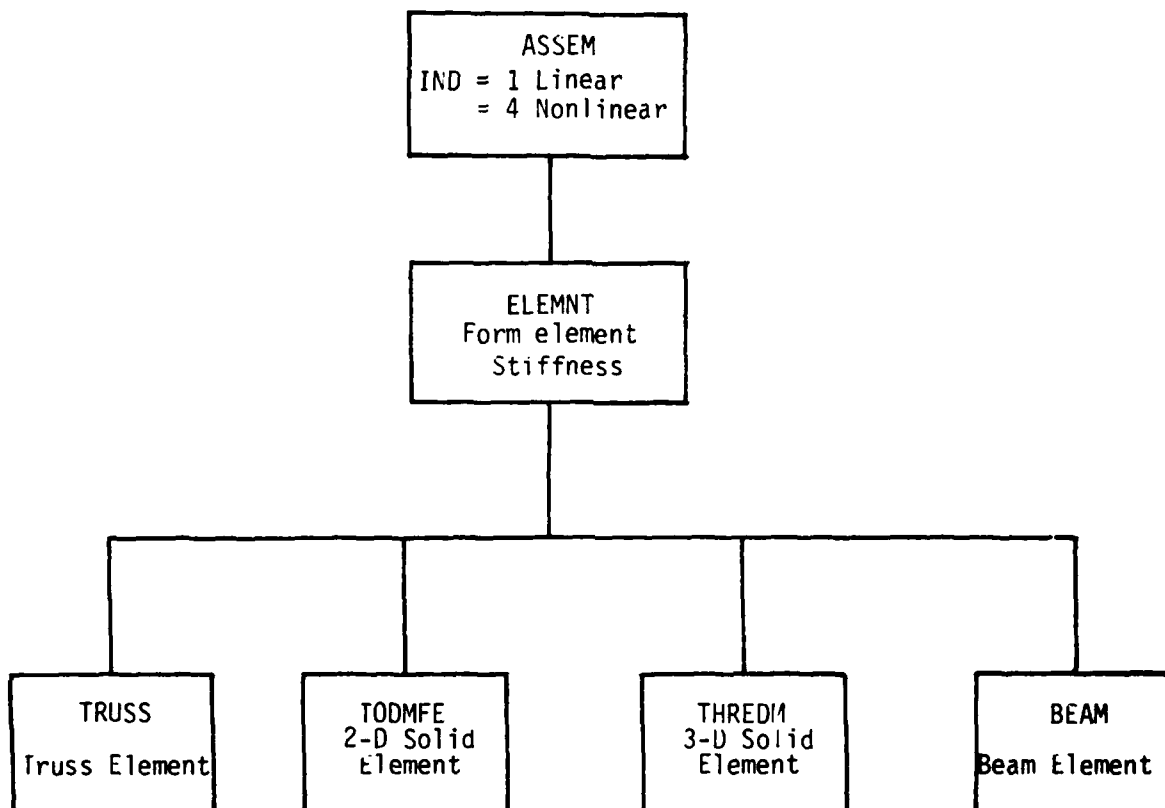 ASSEM
IND = 1 Linear
= 4 Nonlinear
ELEMNT
Form element
Stiffness
TRUSS
Truss Element
TODMFE
2-D Solid
Element
THREDM
3-D Solid
Element
BEAM
Beam Element